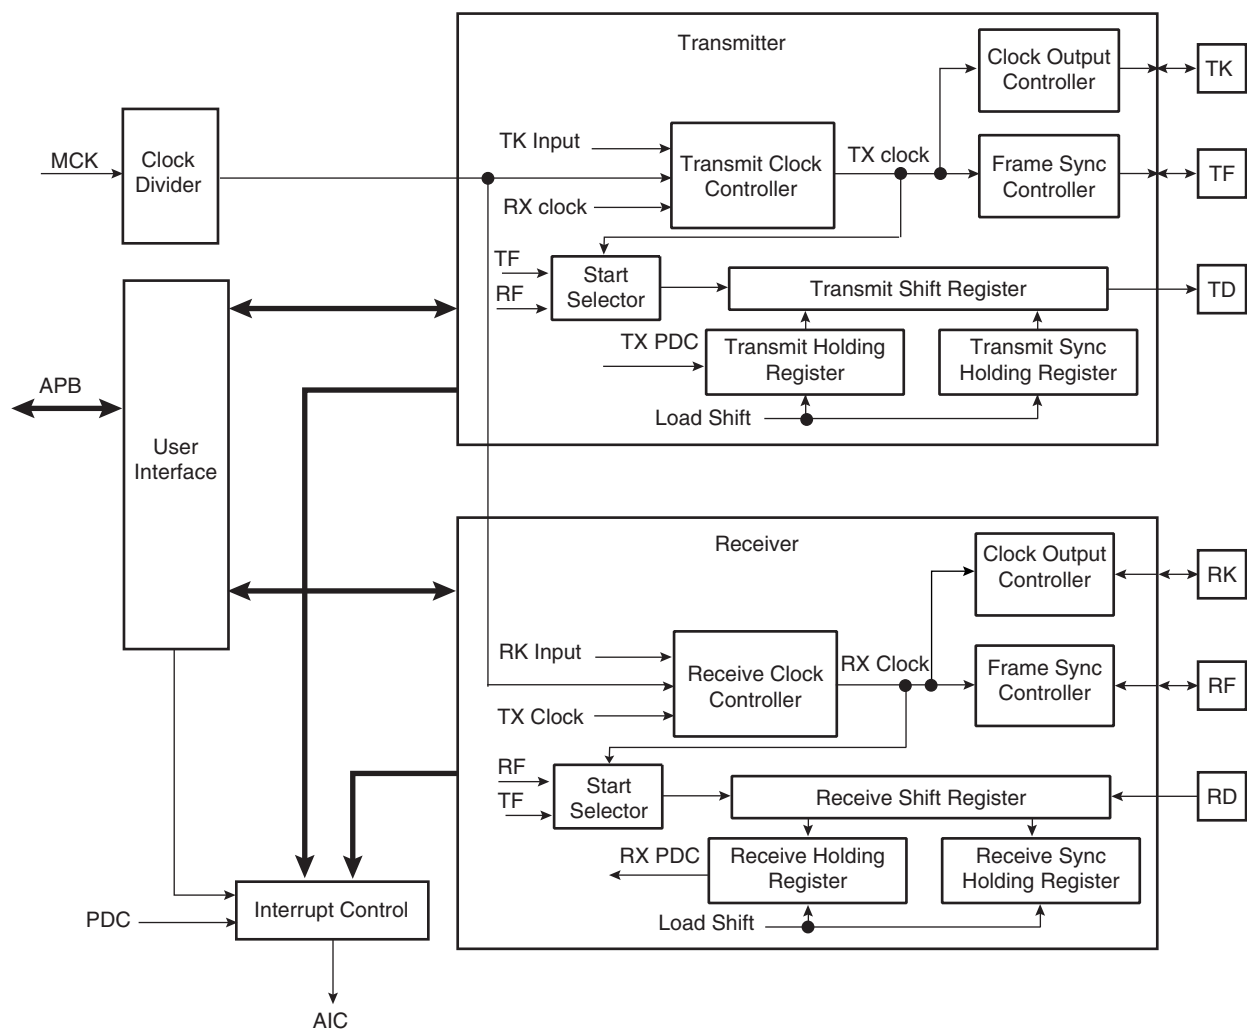 Transmitter
Clock Output
Controller
TK
MCK
Clock
Divider
TK Input
Transmit Clock
Controller
TX clock
Frame Sync
Controller
TF
RX clock
TF
RF
Start
Selector
Transmit Shift Register
TD
TX PDC
Transmit Holding
Register
Transmit Sync
Holding Register
Load Shift
APB
User
Interface
Receiver
Clock Output
Controller
RK
RK Input
Receive Clock
Controller
RX Clock
Frame Sync
Controller
RF
TX Clock
RF
TF
Start
Selector
Receive Shift Register
RD
RX PDC
Receive Holding
Register
Receive Sync
Holding Register
Load Shift
PDC
Interrupt Control
AIC